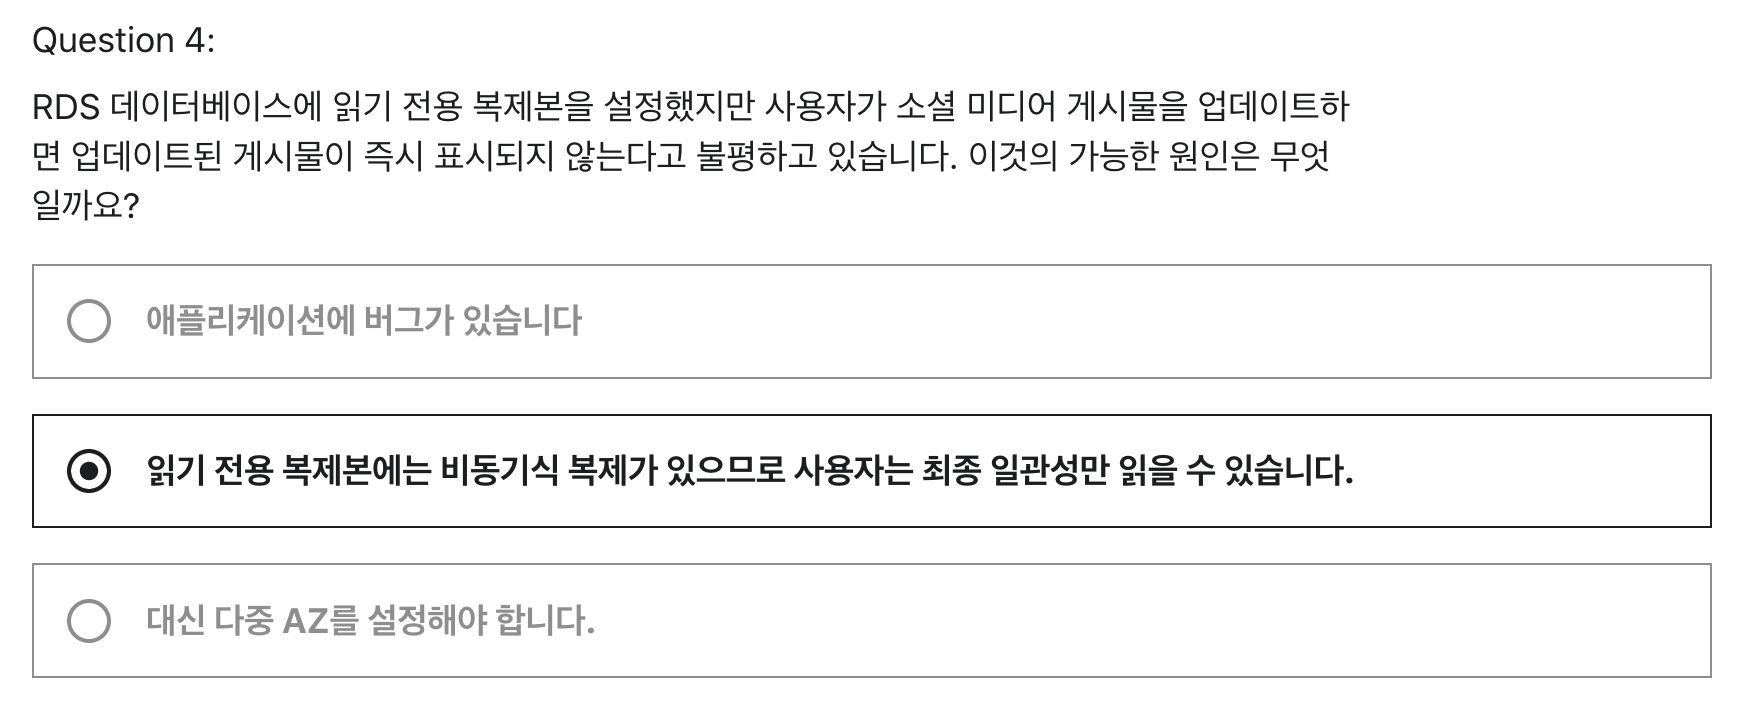 Question 4:
RDS 데이터베이스에 읽기 전용 복제본을 설정했지만 사용자가 소셜 미디어 게시물을 업데이트하
면 업데이트된 게시물이 즉시 표시되지 않는다고 불평하고 있습니다. 이것의 가능한 원인은 무엇
일까요?
애플리케이션에 버그가 있습니다
읽기 전용 복제본에는 비동기식 복제가 있으므로 사용자는 최종 일관성만 읽을 수 있습니다.
대신 다중 AZ를 설정해야 합니다.